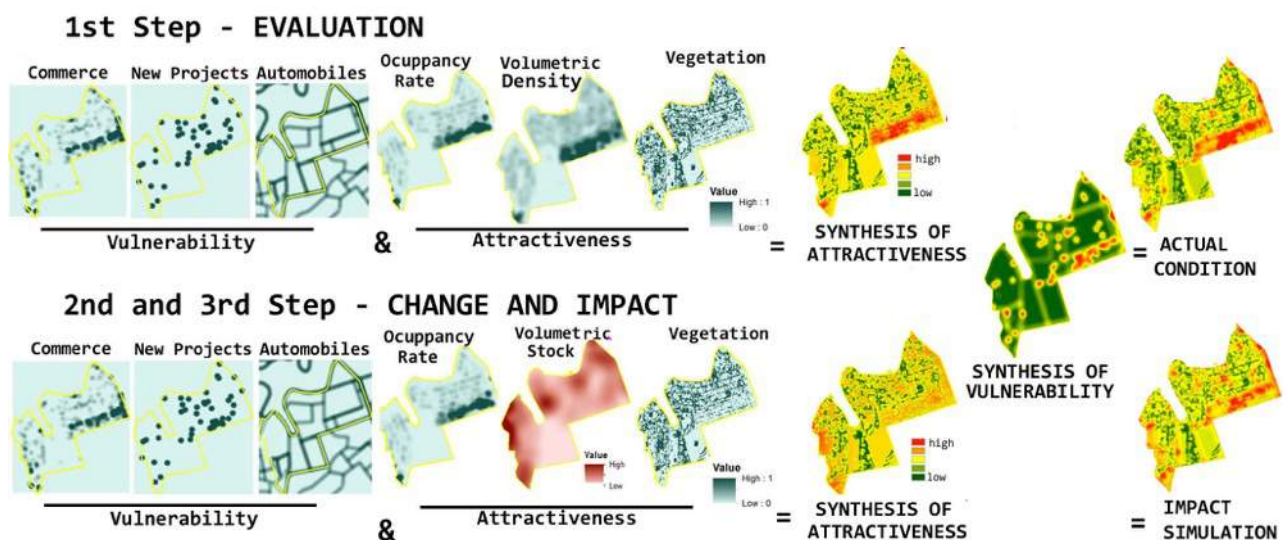 1st Step - EVALUATION
Commerce
New Projects
Automobiles
Ocuppancy
Rate
Volumetric
Density
Vegetation
Value
High : 1
Low : 0
high
low
Vulnerability
&
Attractiveness
=
SYNTHESIS OF
ATTRACTIVENESS
=
ACTUAL
CONDITION
2nd and 3rd Step - CHANGE AND IMPACT
Commerce
New Projects
Automobiles
Ocuppancy
Rate
Volumetric
Stock
Vegetation
SYNTHESIS OF
VULNERABILITY
Value
High
Low
Value
High : 1
Low : 0
high
low
Vulnerability
&
Attractiveness
=
SYNTHESIS OF
ATTRACTIVENESS
=
IMPACT
SIMULATION